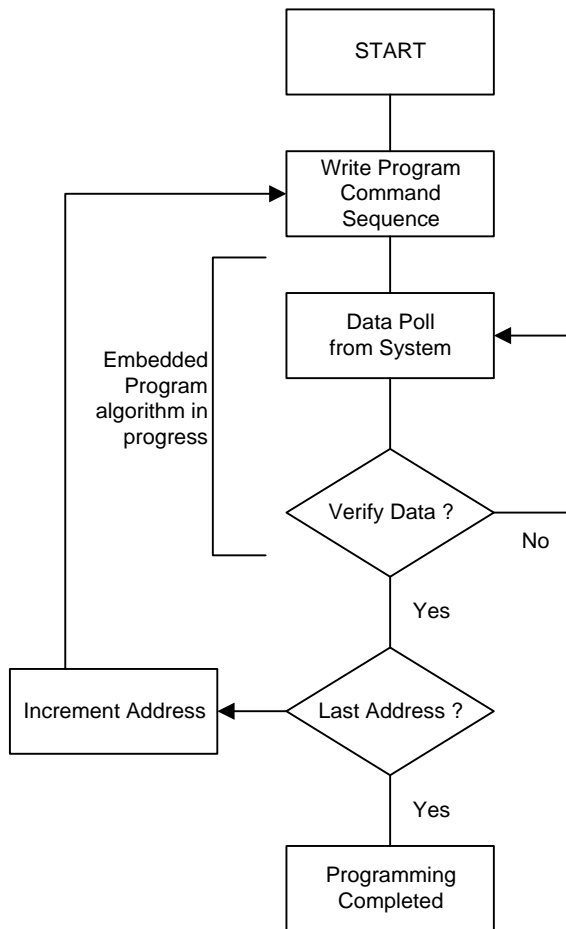 START
Write Program
Command
Sequence
Data Poll
from System
Embedded
Program
algorithm in
progress
Verify Data ?
No
Yes
Increment Address
Last Address ?
Yes
Programming
Completed